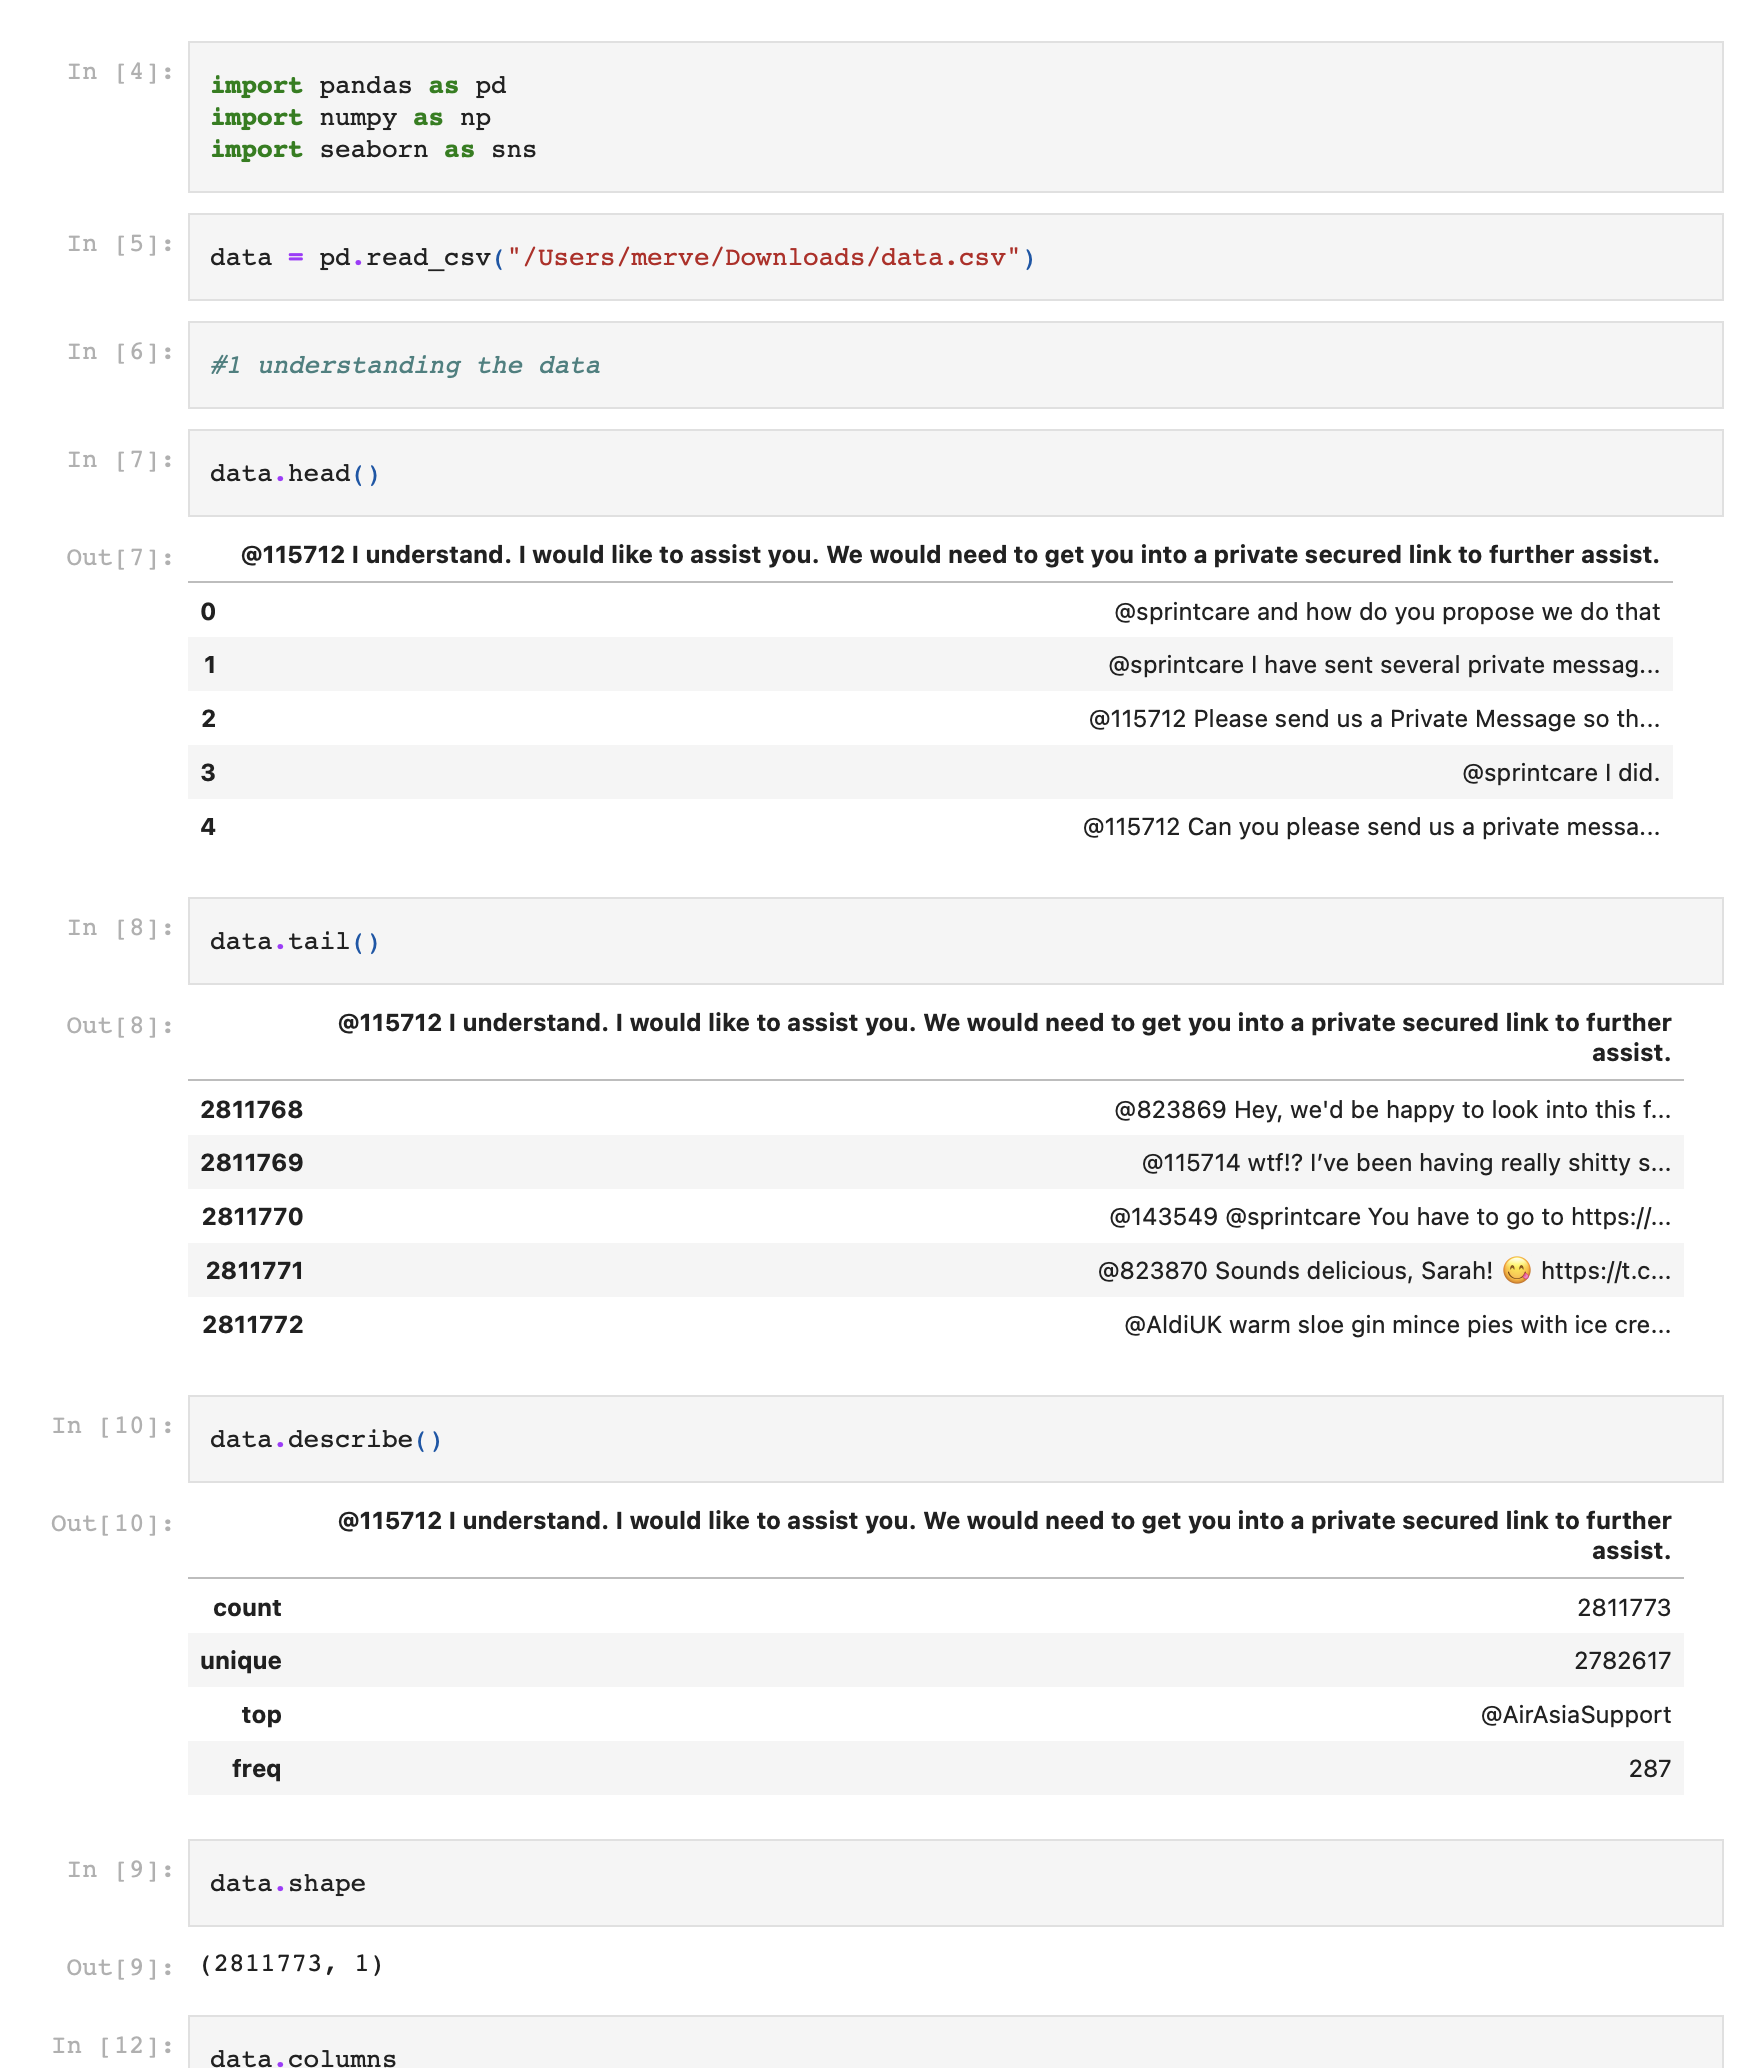 In [4]:
import pandas as pd
import numpy as np
import seaborn as sns
In [5]:
data = pd.read_csv("/Users/merve/Downloads/data.csv")
In [6]:
#1 understanding the data
In [7]:
data.head()
Out[7]:
@115712 I understand. I would like to assist you. We would need to get you into a private secured link to further assist.
0 @sprintcare and how do you propose we do that
1 @sprintcare I have sent several private messag...
2 @115712 Please send us a Private Message so th...
3 @sprintcare I did.
4 @115712 Can you please send us a private messa...
In [8]:
data.tail()
Out[8]:
@115712 I understand. I would like to assist you. We would need to get you into a private secured link to further
assist.
2811768 @823869 Hey, we'd be happy to look into this f...
2811769 @115714 wtf!? I’ve been having really shitty s...
2811770 @143549 @sprintcare You have to go to https://...
2811771 @823870 Sounds delicious, Sarah! 😋 https://t.c...
2811772 @AldiUK warm sloe gin mince pies with ice cre...
In [10]:
data.describe()
Out[10]:
@115712 I understand. I would like to assist you. We would need to get you into a private secured link to further
assist.
count 2811773
unique 2782617
top @AirAsiaSupport
freq 287
In [9]:
data.shape
Out[9]:
(2811773, 1)
In [12]:
data.columns